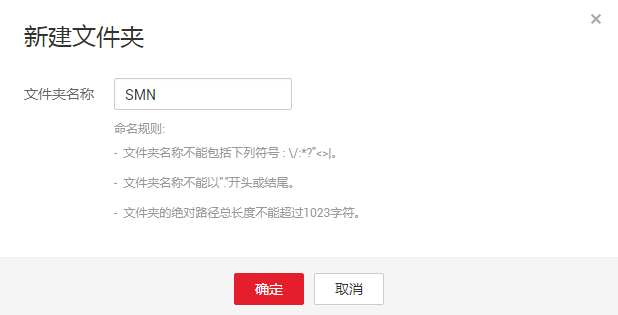 新建文件夹
文件夹名称 SMN
命名规则:
- 文件夹名称不能包括下列符号 : \/:*?"<>|。
- 文件夹名称不能以"."开头或结尾。
- 文件夹的绝对路径总长度不能超过1023字符。
确定 取消